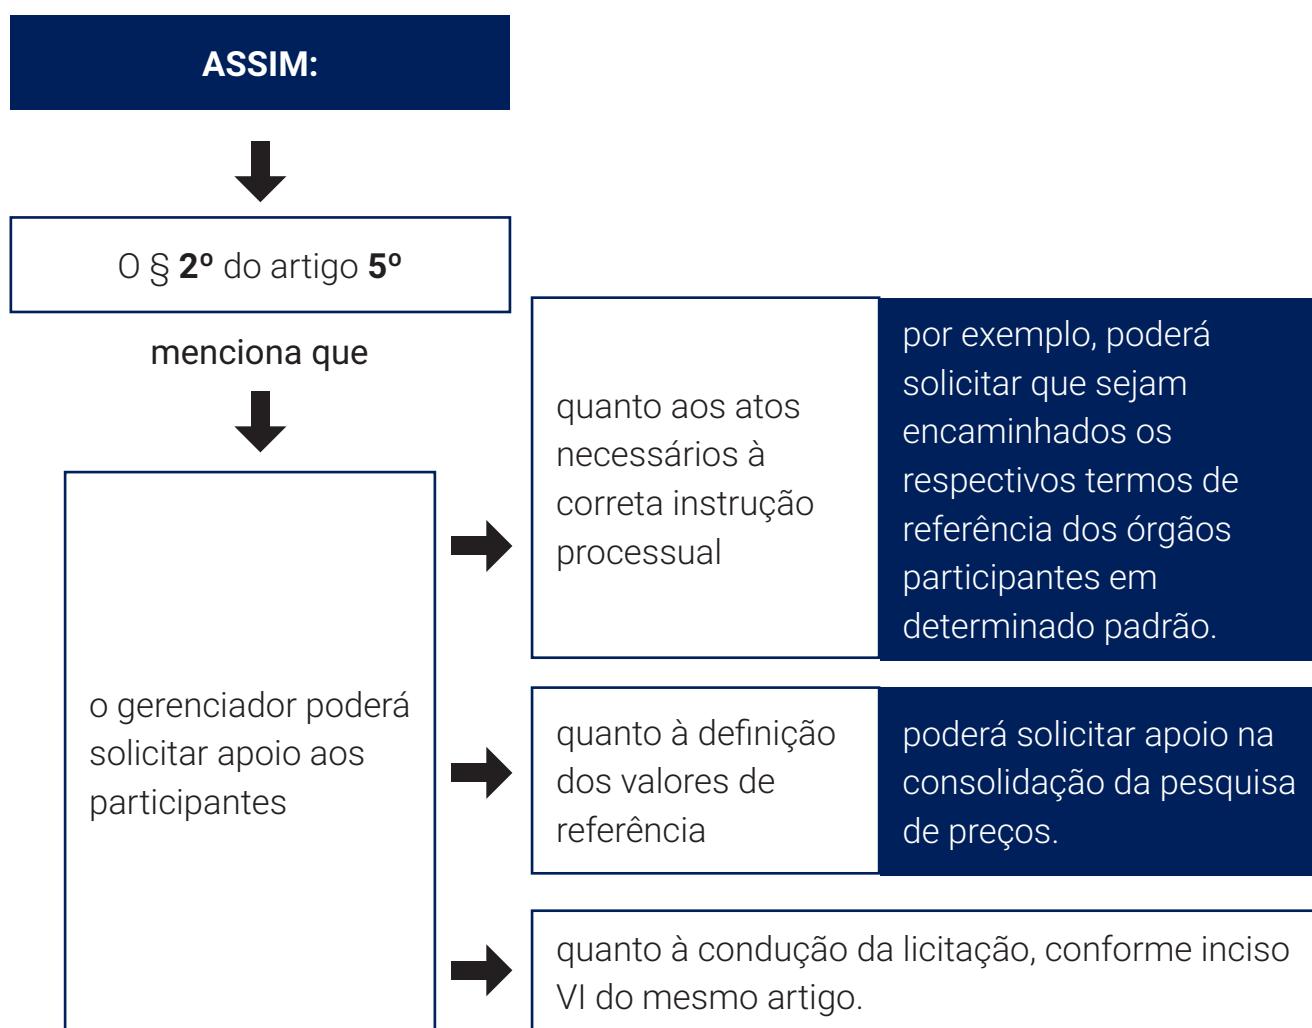 ASSIM:
O § 2º do artigo 5º
menciona que
o gerenciador poderá
solicitar apoio aos
participantes
quanto aos atos
necessários à
correta instrução
processual
por exemplo, poderá
solicitar que sejam
encaminhados os
respectivos termos de
referência dos órgãos
participantes em
determinado padrão.
quanto à definição
dos valores de
referência
poderá solicitar apoio na
consolidação da pesquisa
de preços.
quanto à condução da licitação, conforme inciso
VI do mesmo artigo.